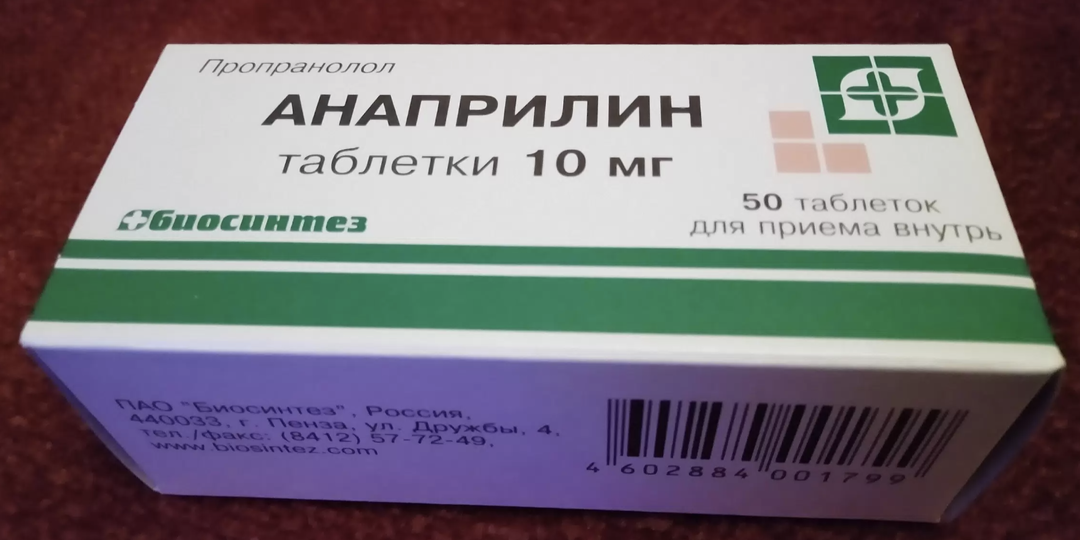 Пропранолол
АНАПРИЛИН
таблетки 10 мг
биосинтез
50 таблеток
для приема внутрь
ПАО "Биосинтез", Россия,
440033, г. Пенза, ул. Дружбы, 4,
тел./факс: (8412) 57-72-49,
www.biosintez.com
4 602884 001799